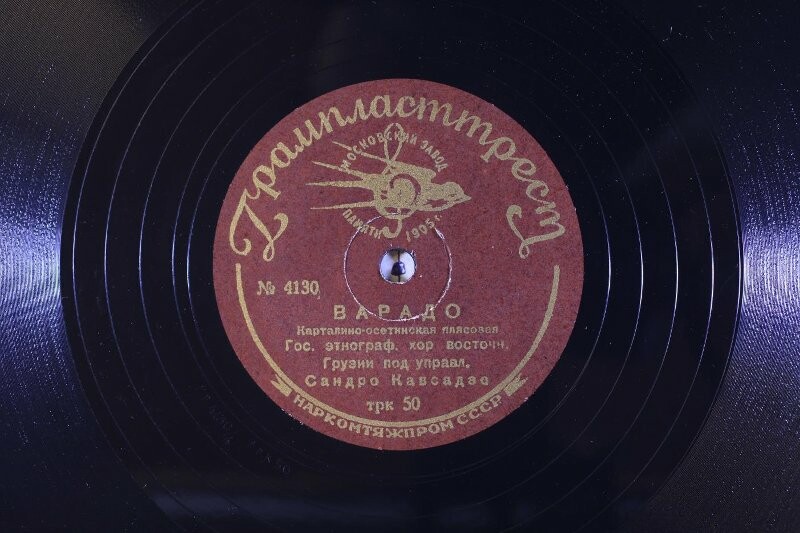 Грампласттрест
МОСКОВСКИЙ ЗАВОД
ПАМЯТИ 1905 г.
№ 4130
ВАРАДО
Карталино-осетинская плясовая
Гос. этнограф. хор восточн.
Грузии под управл.
Сандро Кавсадзе
трк 50
НАРКОМТЯЖПРОМ СССР